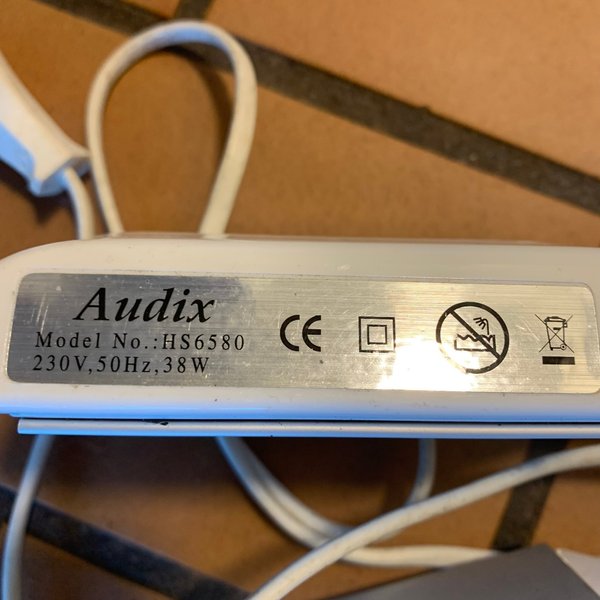 Audix
Model No.:HS6580
230V,50Hz,38W
CE